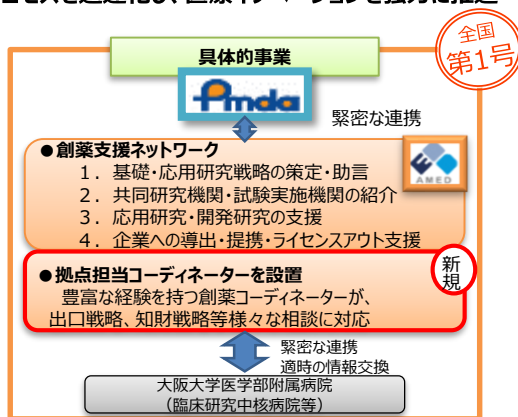 具体的事業
全国
第1号
Pmda
緊密な連携
●創薬支援ネットワーク
1．基礎・応用研究戦略の策定・助言
2．共同研究機関・試験実施機関の紹介
3．応用研究・開発研究の支援
4．企業への導出・提携・ライセンスアウト支援
AMED
●拠点担当コーディネーターを設置
新規
豊富な経験を持つ創薬コーディネーターが、
出口戦略、知財戦略等様々な相談に対応
緊密な連携
適時の情報交換
大阪大学医学部附属病院
（臨床研究中核病院等）